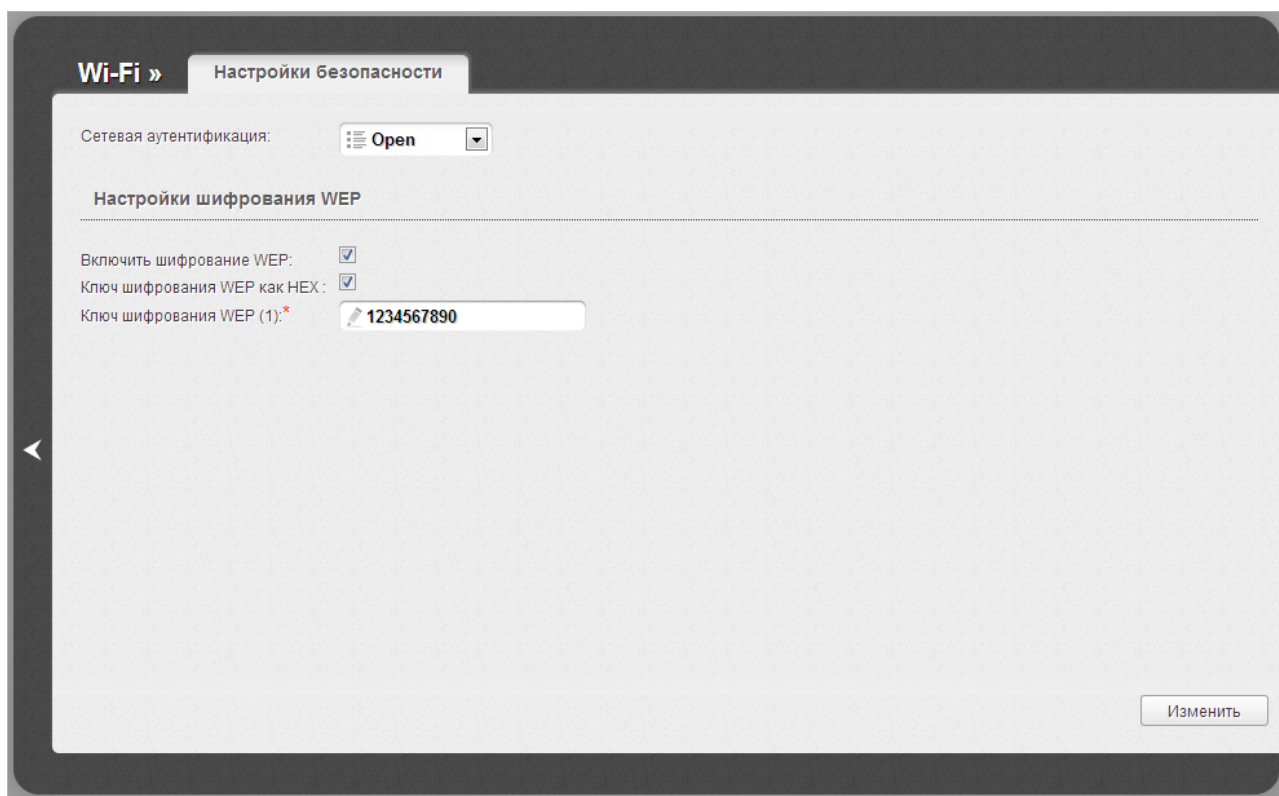 Wi-Fi » Настройки безопасности
Сетевая аутентификация: Open
Настройки шифрования WEP
Включить шифрование WEP:
Ключ шифрования WEP как HEX :
Ключ шифрования WEP (1):* 1234567890
Изменить